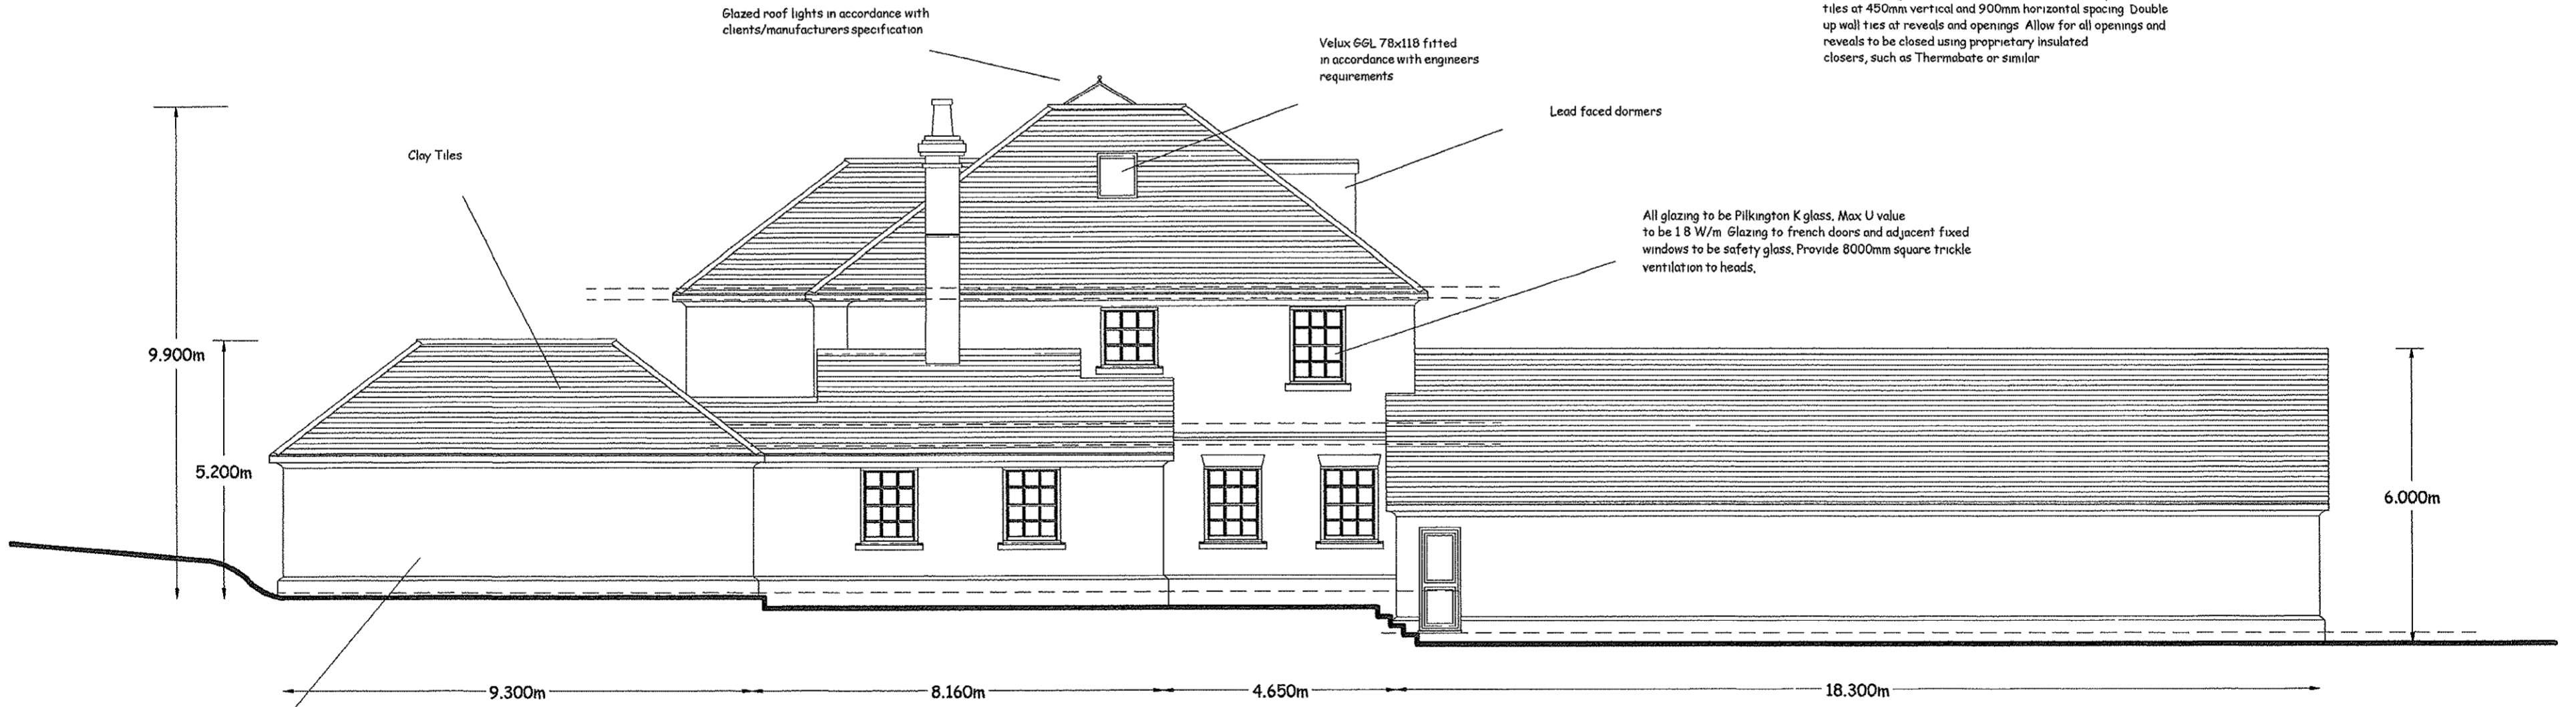 Glazed roof lights in accordance with
clients/manufacturers specification
Velux GGL 78x118 fitted
in accordance with engineers
requirements
tiles at 450mm vertical and 900mm horizontal spacing Double
up wall ties at reveals and openings Allow for all openings and
reveals to be closed using proprietary insulated
closers, such as Thermabate or similar
Lead faced dormers
Clay Tiles
All glazing to be Pilkington K glass. Max U value
to be 1 8 W/m Glazing to french doors and adjacent fixed
windows to be safety glass. Provide 8000mm square trickle
ventilation to heads.
9.900m
5.200m
6.000m
9.300m
8.160m
4.650m
18.300m